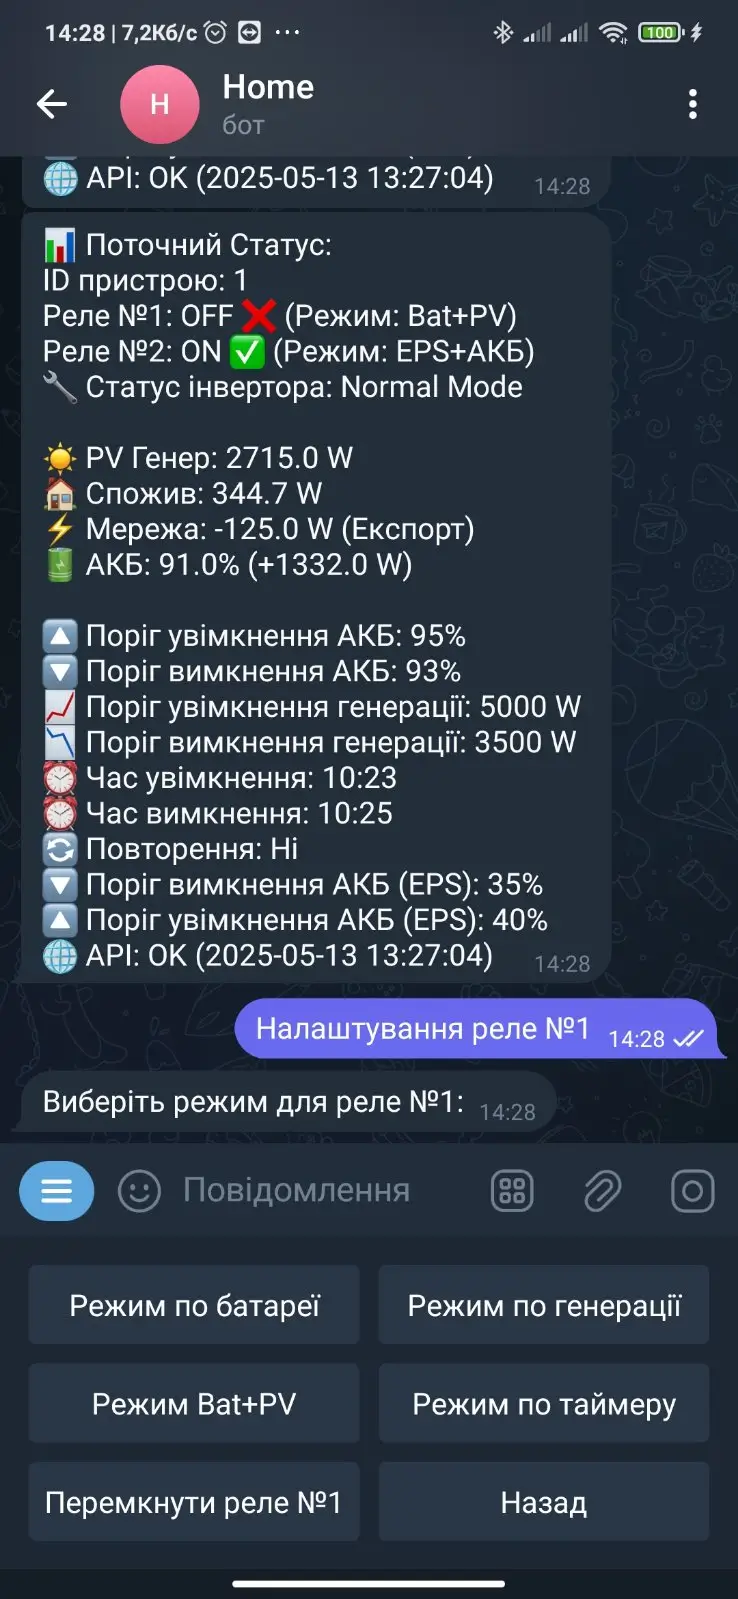 14:28 | 7,2Кб/с ...
100
H
Home
бот
API: OK (2025-05-13 13:27:04) 14:28
Поточний Статус:
ID пристрою: 1
Реле №1: OFF ❌ (Режим: Bat+PV)
Реле №2: ON ✅ (Режим: EPS+АКБ)
Статус інвертора: Normal Mode
PV Генер: 2715.0 W
Спожив: 344.7 W
Мережа: -125.0 W (Експорт)
АКБ: 91.0% (+1332.0 W)
Поріг увімкнення АКБ: 95%
Поріг вимкнення АКБ: 93%
Поріг увімкнення генерації: 5000 W
Поріг вимкнення генерації: 3500 W
Час увімкнення: 10:23
Час вимкнення: 10:25
Повторення: Ні
Поріг вимкнення АКБ (EPS): 35%
Поріг увімкнення АКБ (EPS): 40%
API: OK (2025-05-13 13:27:04) 14:28
Налаштування реле №1 14:28
Виберіть режим для реле №1: 14:28
Повідомлення
Режим по батареї
Режим по генерації
Режим Bat+PV
Режим по таймеру
Перемкнути реле №1
Назад